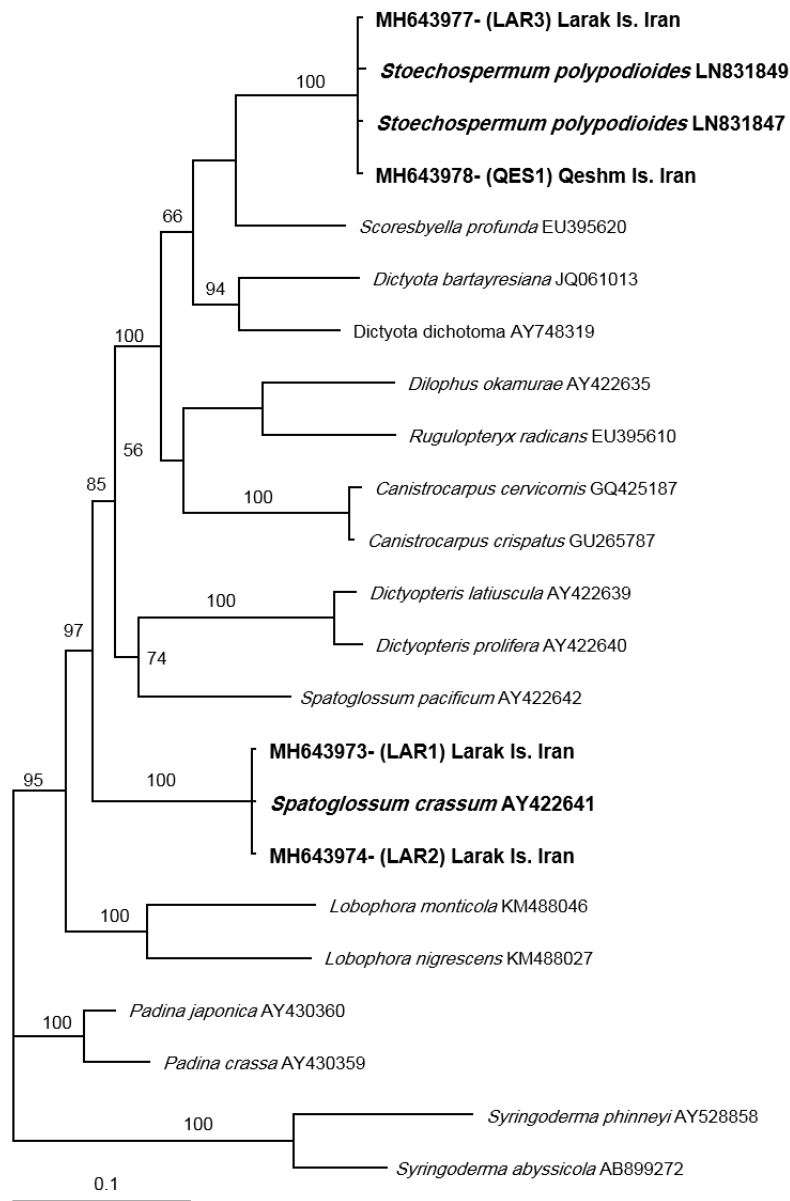 MH643977- (LAR3) Larak Is. Iran
Stoechospermum polypodioides LN831849
100
Stoechospermum polypodioides LN831847
MH643978- (QES1) Qeshm Is. Iran
66
Scoresbyella profunda EU395620
Dictyota bartayresiana JQ061013
94
Dictyota dichotoma AY748319
100
Dilophus okamurae AY422635
Rugulopteryx radicans EU395610
56
85
Canistrocarpus cervicornis GQ425187
100
Canistrocarpus crispatus GU265787
Dictyopteris latiuscula AY422639
100
97
Dictyopteris prolifera AY422640
74
Spatoglossum pacificum AY422642
MH643973- (LAR1) Larak Is. Iran
95
100
Spatoglossum crassum AY422641
MH643974- (LAR2) Larak Is. Iran
Lobophora monticola KM488046
100
Lobophora nigrescens KM488027
Padina japonica AY430360
100
Padina crassa AY430359
Syringoderma phinneyi AY528858
100
Syringoderma abyssicola AB899272
0.1